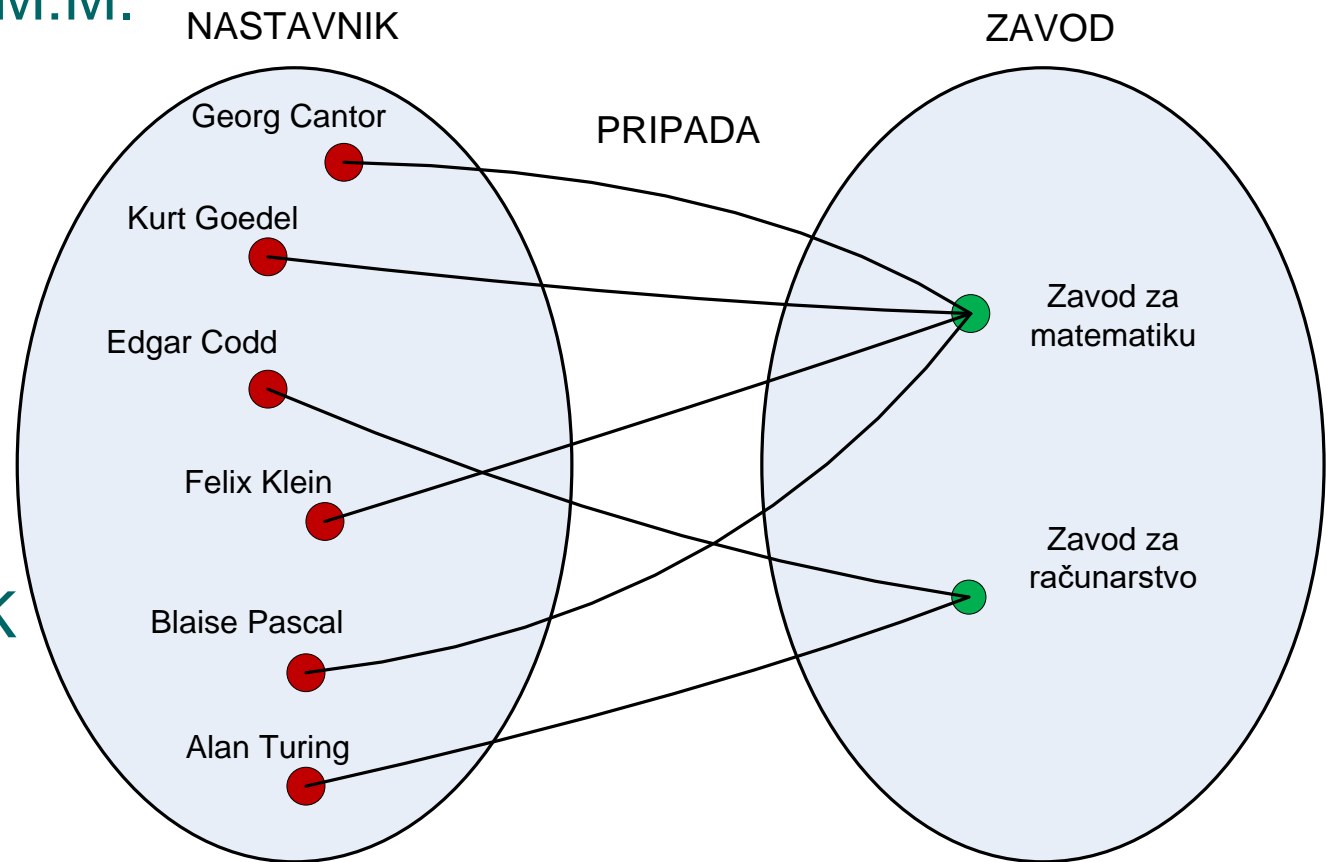 M.M.
NASTAVNIK
ZAVOD
Georg Cantor
PRIPADA
Kurt Goedel
Zavod za
matematiku
Edgar Codd
Felix Klein
Zavod za
računarstvo
K
Blaise Pascal
Alan Turing